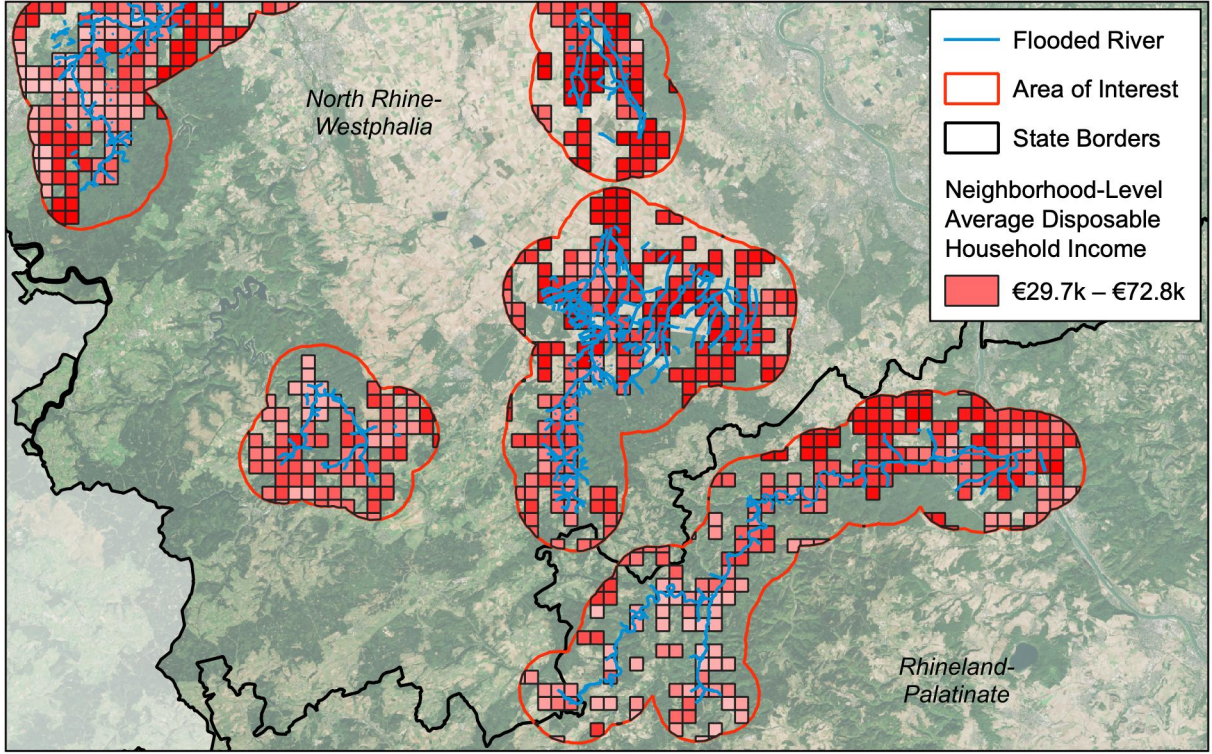 North Rhine-
Westphalia
Flooded River
Area of Interest
State Borders
Neighborhood-Level
Average Disposable
Household Income
€29.7k – €72.8k
Rhineland-
Palatinate